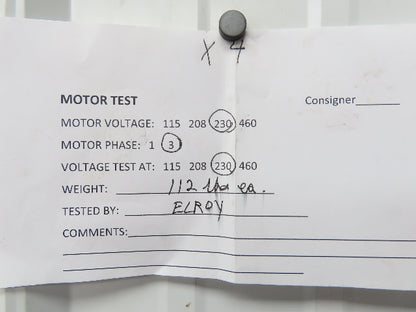 X 4
MOTOR TEST Consigner______
MOTOR VOLTAGE: 115 208 230 460
MOTOR PHASE: 1 3
VOLTAGE TEST AT: 115 208 230 460
WEIGHT: 112 lbs ea.
TESTED BY: ELROY
COMMENTS: